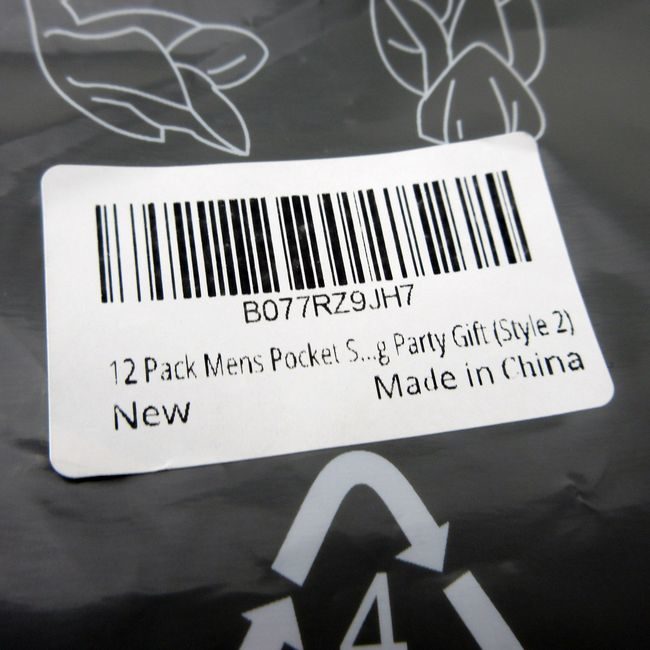 B077RZ9JH7
12 Pack Mens Pocket S...g Party Gift (Style 2)
New Made in China
4